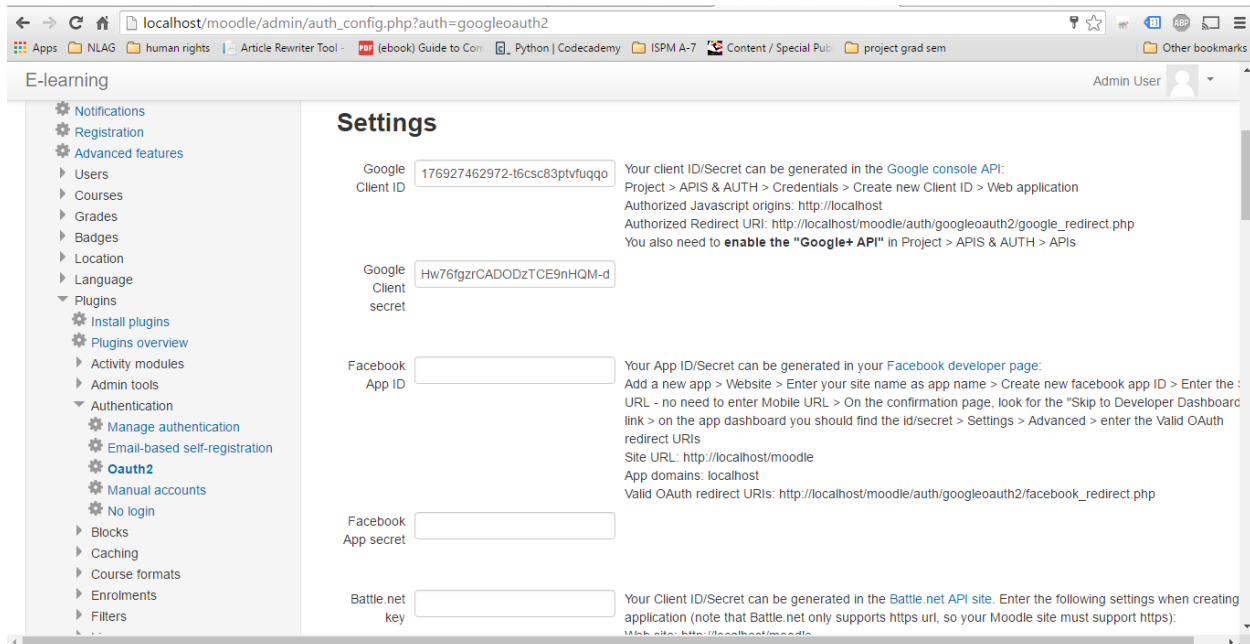 localhost/moodle/admin/auth_config.php?auth=googleoauth2
Apps NLAG human rights Article Rewriter Tool - PDF (ebook) Guide to Com Python | Codecademy ISPM A-7 Content / Special Pub project grad sem Other bookmarks
E-learning Admin User
Notifications
Registration
Advanced features
Users
Courses
Grades
Badges
Location
Language
Plugins
Install plugins
Plugins overview
Activity modules
Admin tools
Authentication
Manage authentication
Email-based self-registration
Oauth2
Manual accounts
No login
Blocks
Caching
Course formats
Enrolments
Filters
Settings
Google
Client ID
176927462972-t6csc83ptvfuqqo
Your client ID/Secret can be generated in the Google console API:
Project > APIS & AUTH > Credentials > Create new Client ID > Web application
Authorized Javascript origins: http://localhost
Authorized Redirect URI: http://localhost/moodle/auth/googleoauth2/google_redirect.php
You also need to enable the "Google+ API" in Project > APIS & AUTH > APIs
Google
Client
secret
Hw76fgzrCADODzTCE9nHQM-d
Facebook
App ID
Your App ID/Secret can be generated in your Facebook developer page:
Add a new app > Website > Enter your site name as app name > Create new facebook app ID > Enter the
URL - no need to enter Mobile URL > On the confirmation page, look for the "Skip to Developer Dashboard
link > on the app dashboard you should find the id/secret > Settings > Advanced > enter the Valid OAuth
redirect URIs
Site URL: http://localhost/moodle
App domains: localhost
Valid OAuth redirect URIs: http://localhost/moodle/auth/googleoauth2/facebook_redirect.php
Facebook
App secret
Battle.net
key
Your Client ID/Secret can be generated in the Battle.net API site. Enter the following settings when creating
application (note that Battle.net only supports https url, so your Moodle site must support https):
Web site: http://localhost/moodle